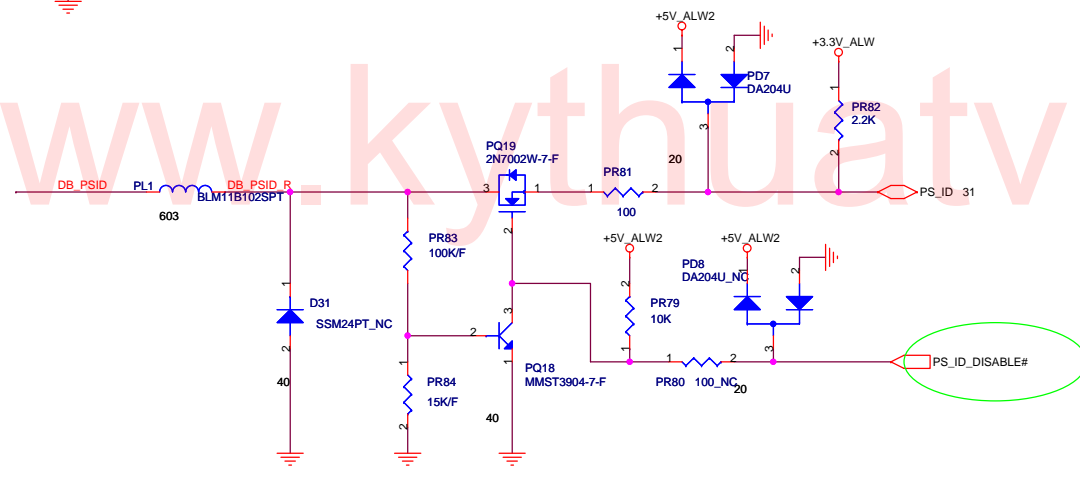 www.kythuatv
+5V_ALW2
1
2
PD7
DA204U
3
20
+3.3V_ALW
1
PR82
2.2K
2
PQ19
2N7002W-7-F
DB_PSID
PL1
DB_PSID_R
BLM11B102SPT
603
3
1
2
PR81
1
2
100
PS_ID
31
PR83
100K/F
+5V_ALW2
2
PR79
10K
1
+5V_ALW2
PD8
DA204U_NC
1
2
3
1
D31
SSM24PT_NC
2
40
2
3
1
PQ18
MMST3904-7-F
40
1
PR84
15K/F
2
1
2
PR80
100_NC
20
PS_ID_DISABLE#